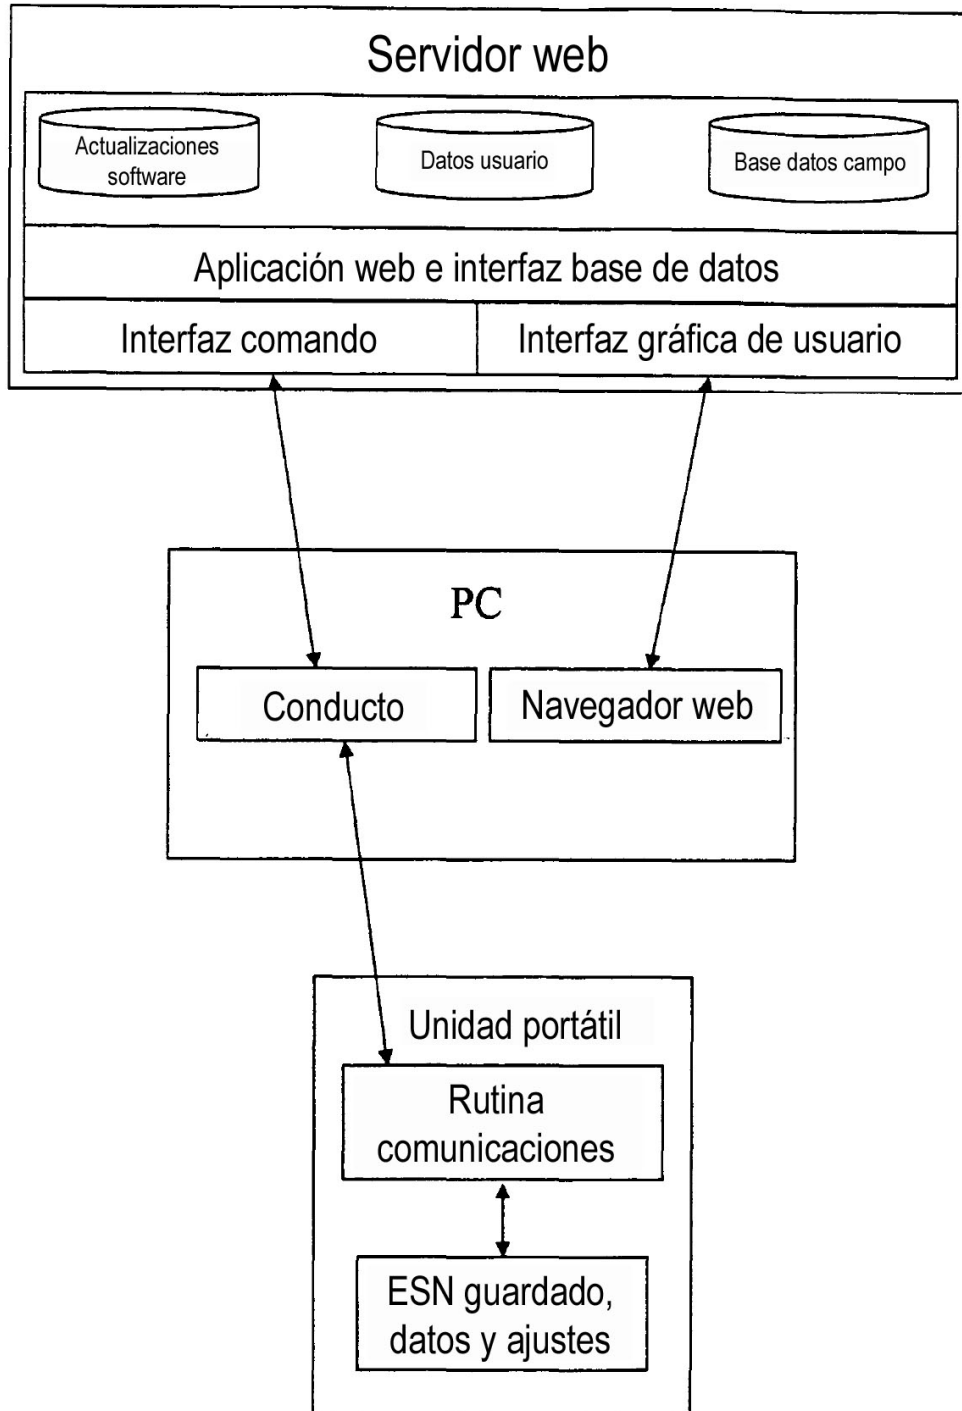 Servidor web
Actualizaciones
software
Datos usuario
Base datos campo
Aplicación web e interfaz base de datos
Interfaz comando
Interfaz gráfica de usuario
PC
Conducto
Navegador web
Unidad portátil
Rutina
comunicaciones
ESN guardado,
datos y ajustes